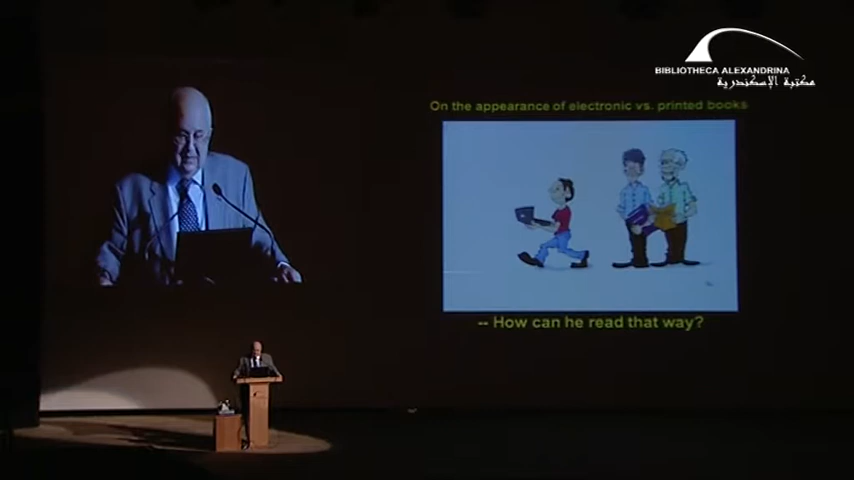 BIBLIOTHECA ALEXANDRINA
مكتبة الإسكندرية
On the appearance of electronic vs. printed books
-- How can he read that way?